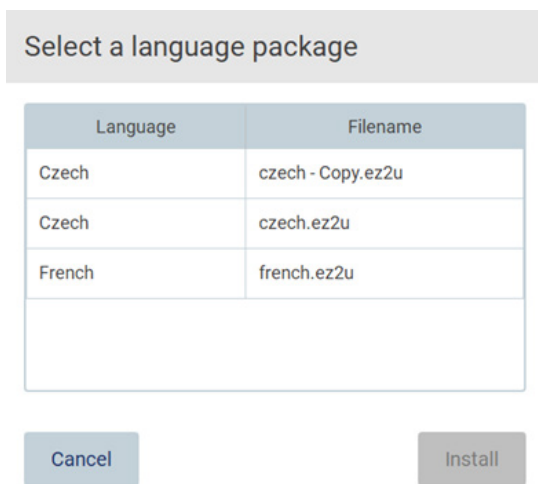 Select a language package
Language Filename
Czech czech - Copy.ez2u
Czech czech.ez2u
French french.ez2u
Cancel Install